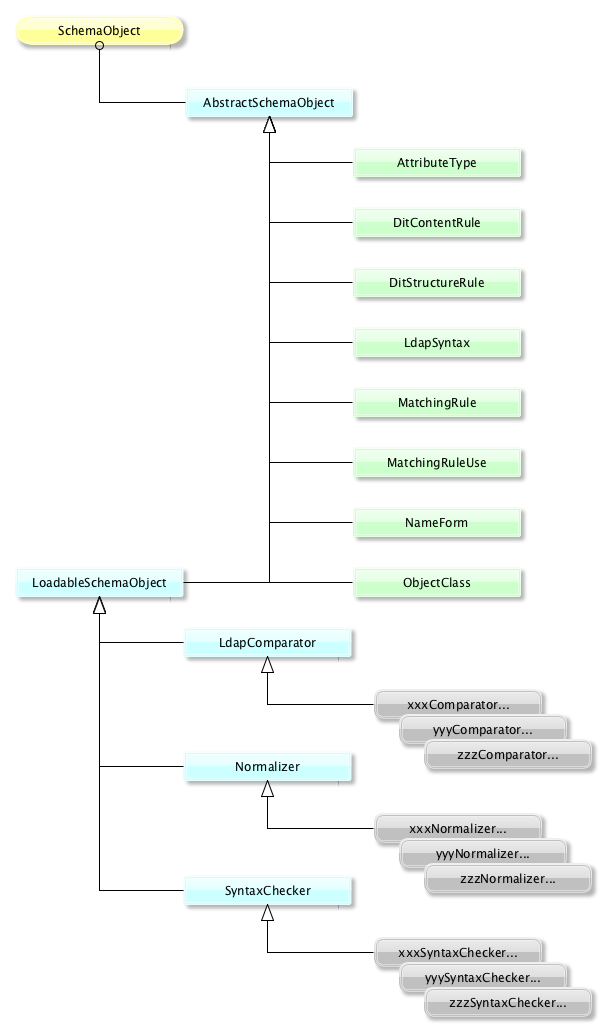 SchemaObject
AbstractSchemaObject
AttributeType
DitContentRule
DitStructureRule
LdapSyntax
MatchingRule
MatchingRuleUse
NameForm
LoadableSchemaObject
ObjectClass
LdapComparator
xxxComparator...
yyyComparator...
zzzComparator...
Normalizer
xxxNormalizer...
yyyNormalizer...
zzzNormalizer...
SyntaxChecker
xxxSyntaxChecker...
yyySyntaxChecker...
zzzSyntaxChecker...